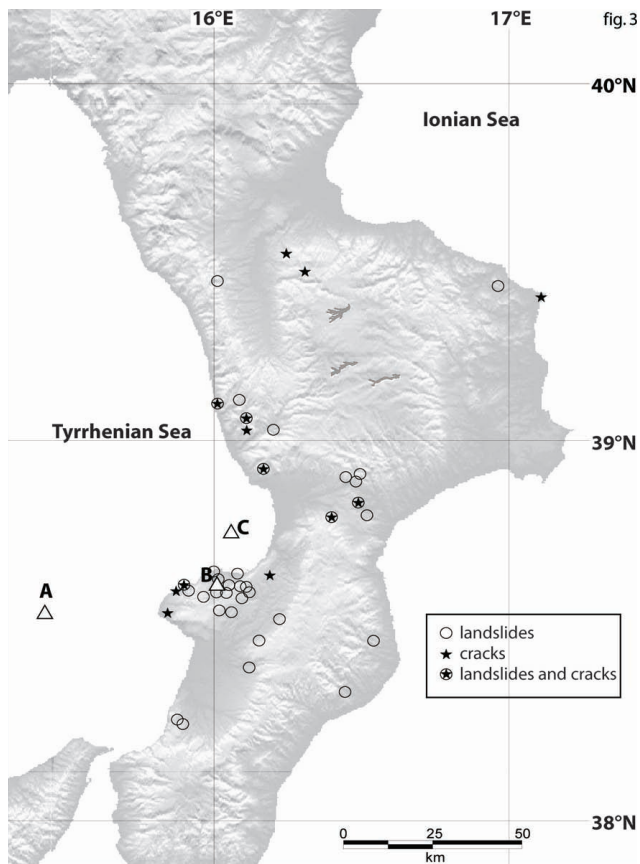 16°E 17°E fig. 3
40°N
Ionian Sea
Tyrrhenian Sea
39°N
C
B
A
landslides
cracks
landslides and cracks
38°N
0 25 50
km